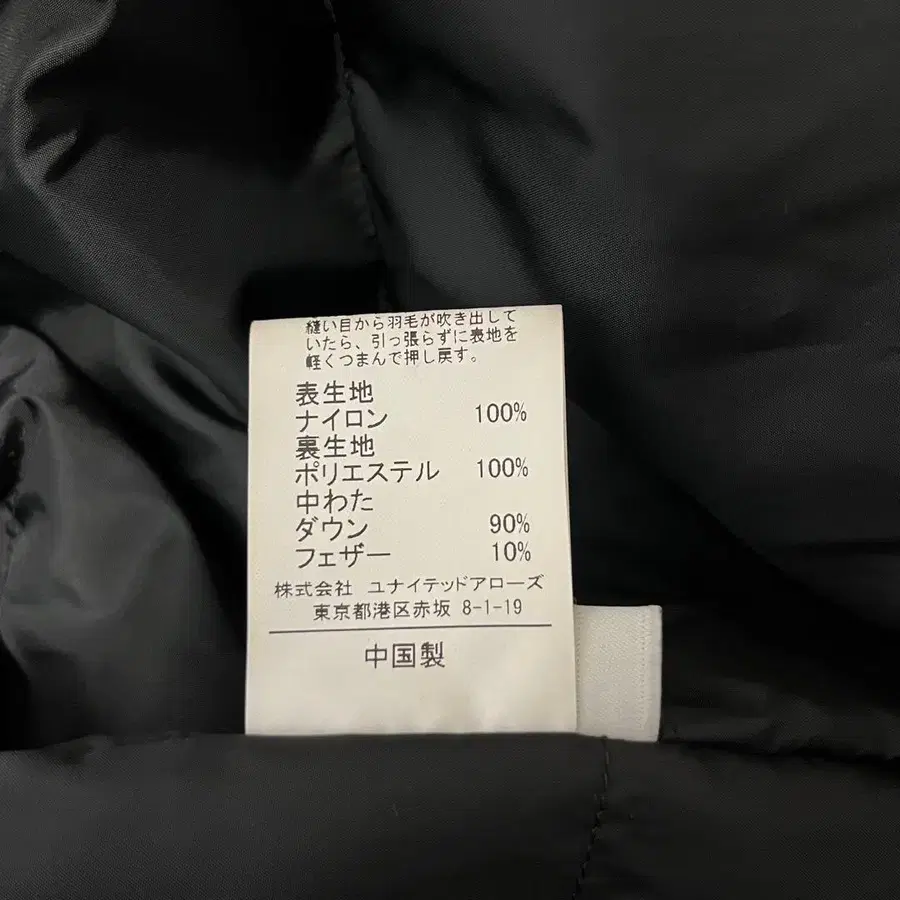 縫い目から羽毛が吹き出して
いたら、引っ張らずに表地を
軽くつまんで押し戻す。
表生地
ナイロン 100%
裏生地
ポリエステル 100%
中わた
ダウン 90%
フェザー 10%
株式会社 ユナイテッドアローズ
東京都港区赤坂 8-1-19
中国製